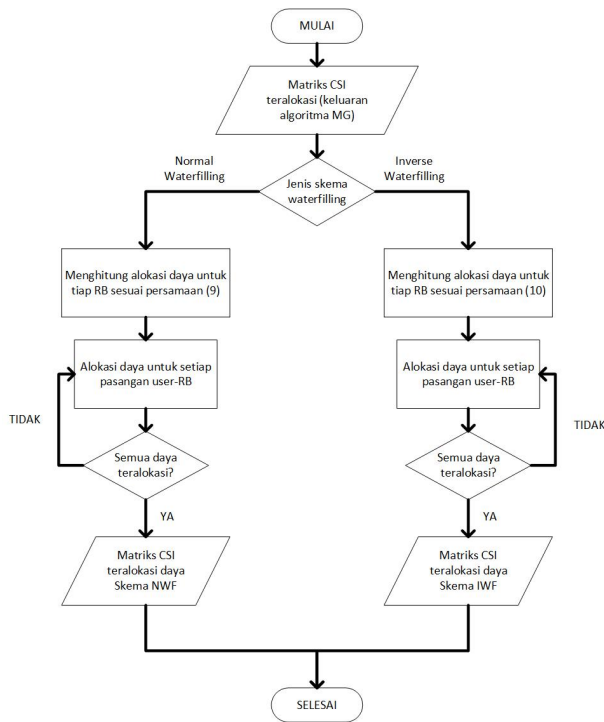 MULAI
Matriks CSI
teralokasi (keluaran
algoritma MG)
Normal
Waterfilling
Jenis skema
waterfilling
Inverse
Waterfilling
Menghitung alokasi daya untuk
tiap RB sesuai persamaan (9)
Menghitung alokasi daya untuk
tiap RB sesuai persamaan (10)
Alokasi daya untuk setiap
pasangan user-RB
Alokasi daya untuk setiap
pasangan user-RB
TIDAK
TIDAK
Semua daya
teralokasi?
Semua daya
teralokasi?
YA
YA
Matriks CSI
teralokasi daya
Skema NWF
Matriks CSI
teralokasi daya
Skema IWF
SELESAI